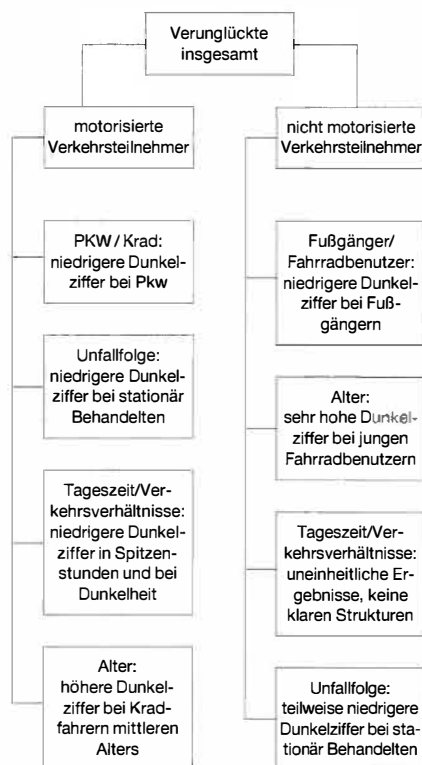 Verunglückte
insgesamt
motorisierte
Verkehrsteilnehmer
PKW / Krad:
niedrigere Dunkel-
ziffer bei Pkw
Unfallfolge:
niedrigere Dunkel-
ziffer bei stationär
Behandelten
Tageszeit/Ver-
kehrsverhältnisse:
niedrigere Dunkel-
ziffer in Spitzen-
stunden und bei
Dunkelheit
Alter:
höhere Dunkel-
ziffer bei Krad-
fahrern mittleren
Alters
nicht motorisierte
Verkehrsteilnehmer
Fußgänger/
Fahrradbenutzer:
niedrigere Dunkel-
ziffer bei Fuß-
gängern
Alter:
sehr hohe Dunkel-
ziffer bei jungen
Fahrradbenutzern
Tageszeit/Ver-
kehrsverhältnisse:
uneinheitliche Er-
gebnisse, keine
klaren Strukturen
Unfallfolge:
teilweise niedrigere
Dunkelziffer bei sta-
tionär Behandelten